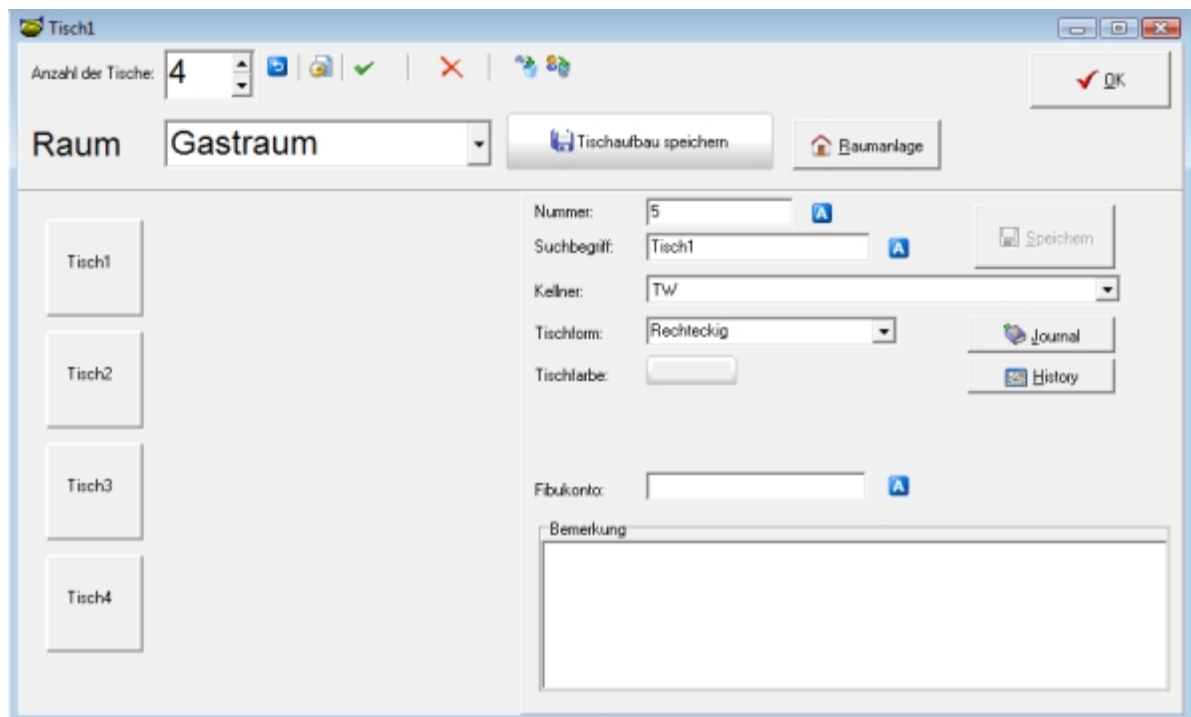 Tisch1
Anzahl der Tische: 4
OK
Raum Gastraum Tischaufbau speichern Raumanlage
Nummer: 5
Suchbegriff: Tisch1
Speichern
Kellner: TW
Tischform: Rechteckig
Journal
Tischfarbe:
History
Fibukonto:
Bemerkung
Tisch1
Tisch2
Tisch3
Tisch4